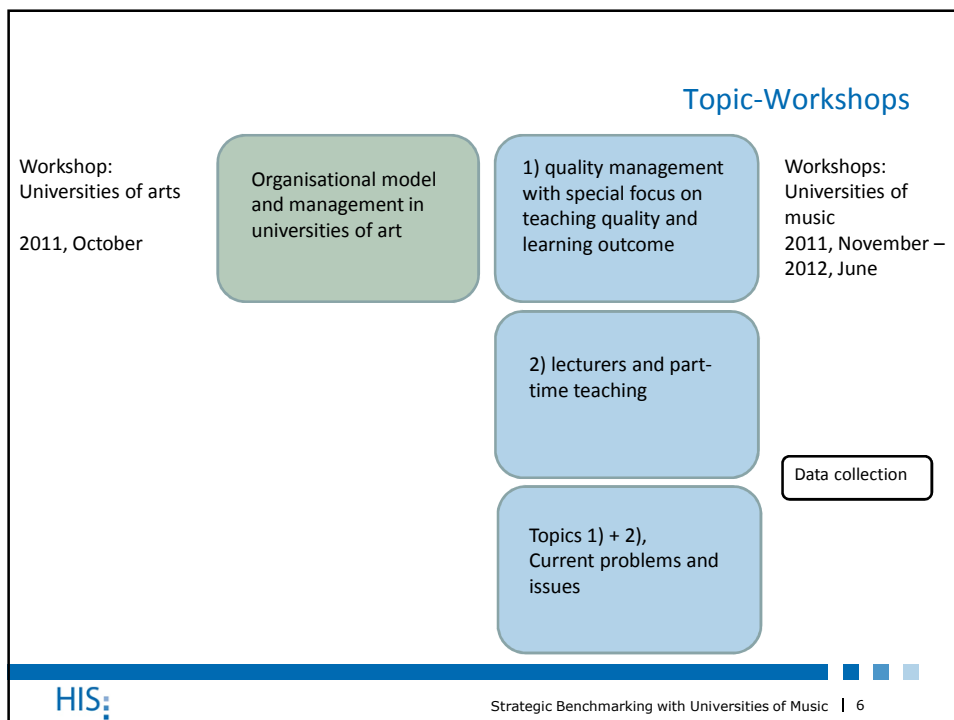 Topic-Workshops
Workshop:
Universities of arts
2011, October
Organisational model
and management in
universities of art
1) quality management
with special focus on
teaching quality and
learning outcome
Workshops:
Universities of
music
2011, November –
2012, June
2) lecturers and part-
time teaching
Data collection
Topics 1) + 2),
Current problems and
issues
HIS:
Strategic Benchmarking with Universities of Music | 6